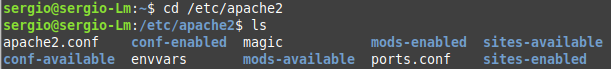 sergio@sergio-Lm:~$ cd /etc/apache2
sergio@sergio-Lm:/etc/apache2$ ls
apache2.conf    conf-enabled  magic           mods-enabled  sites-available
conf-available  envvars       mods-available  ports.conf    sites-enabled